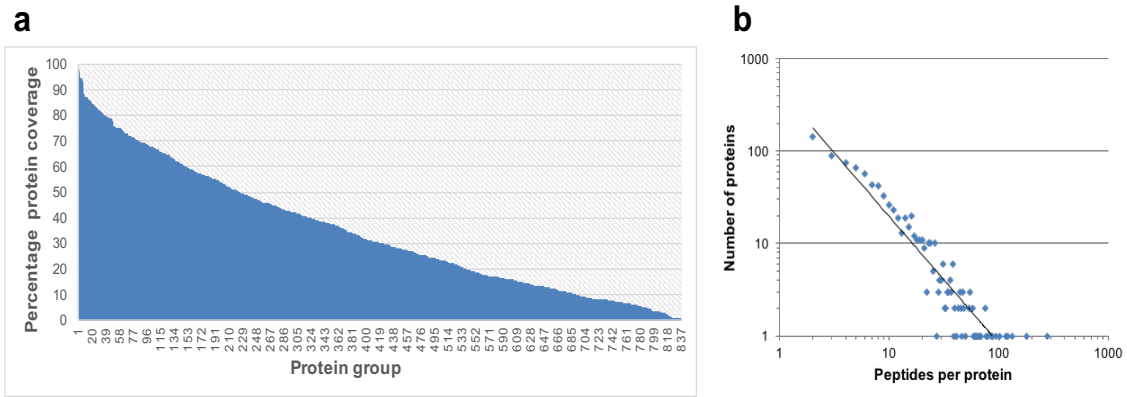 a
b
100
90
80
70
60
50
40
30
20
10
0
Percentage protein coverage
1 20 39 58 77 96 115 134 153 172 191 210 229 248 267 286 305 324 343 362 381 400 419 438 457 476 495 514 533 552 571 590 609 628 647 666 685 704 723 742 761 780 799 818 837
Protein group
1000
100
10
1
Number of proteins
1 10 100 1000
Peptides per protein